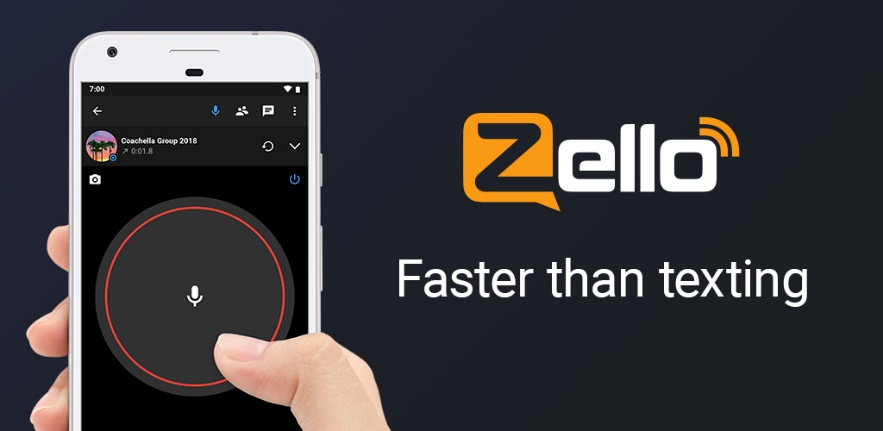 7:00
Coachella Group 2018
↗ 0:01.8
Zello
Faster than texting